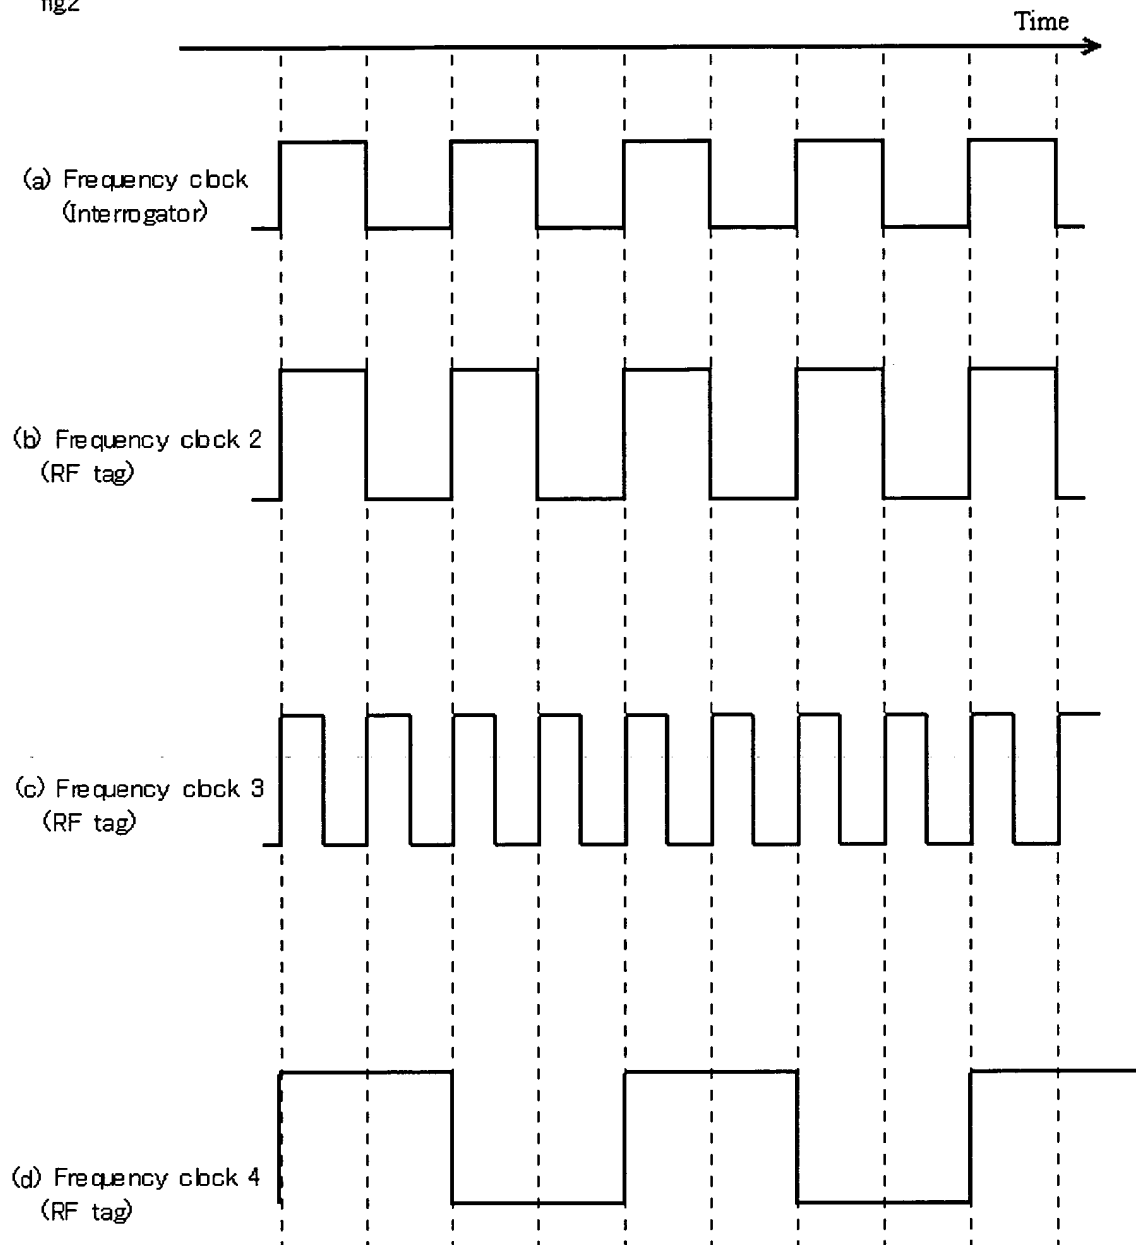 fig2
Time
(a) Frequency clock
(Interrogator)
(b) Frequency clock 2
(RF tag)
(c) Frequency clock 3
(RF tag)
(d) Frequency clock 4
(RF tag)